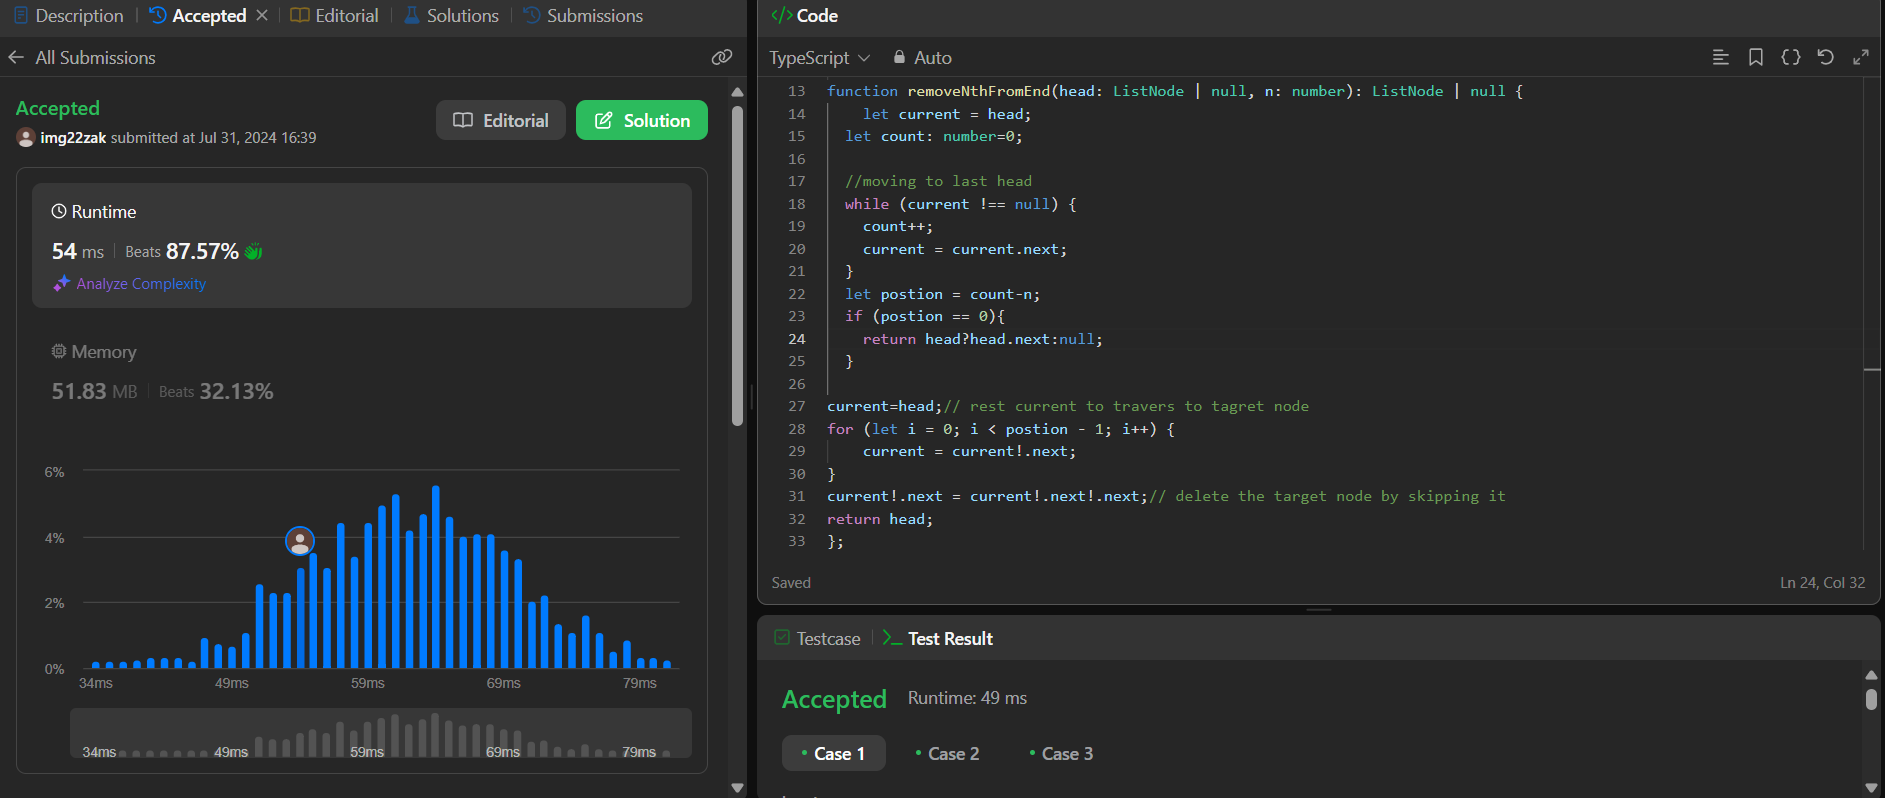 Description
Accepted
Editorial
Solutions
Submissions
All Submissions
Accepted
img22zak submitted at Jul 31, 2024 16:39
Editorial
Solution
Runtime
54 ms Beats 87.57%
Analyze Complexity
Memory
51.83 MB Beats 32.13%
6%
4%
2%
0%
34ms 49ms 59ms 69ms 79ms
34ms 49ms 59ms 69ms 79ms
</> Code
TypeScript Auto
13 function removeNthFromEnd(head: ListNode | null, n: number): ListNode | null {
14 let current = head;
15 let count: number=0;
16
17 //moving to last head
18 while (current !== null) {
19 count++;
20 current = current.next;
21 }
22 let postion = count-n;
23 if (postion == 0){
24 return head?head.next:null;
25 }
26
27 current=head;// rest current to travers to tagret node
28 for (let i = 0; i < postion - 1; i++) {
29 current = current!.next;
30 }
31 current!.next = current!.next!.next;// delete the target node by skipping it
32 return head;
33 };
Saved
Ln 24, Col 32
Testcase
Test Result
Accepted Runtime: 49 ms
Case 1 Case 2 Case 3